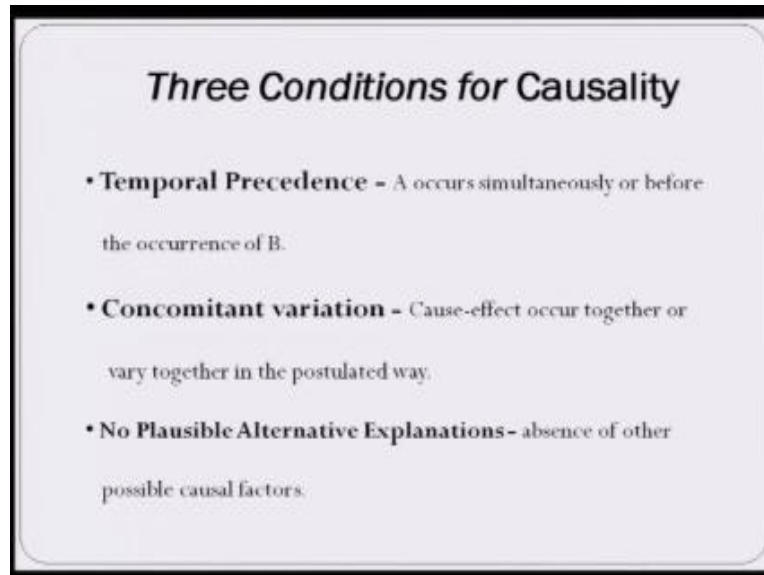 Three Conditions for Causality
• Temporal Precedence – A occurs simultaneously or before
the occurrence of B.
• Concomitant variation – Cause-effect occur together or
vary together in the postulated way.
• No Plausible Alternative Explanations– absence of other
possible causal factors.